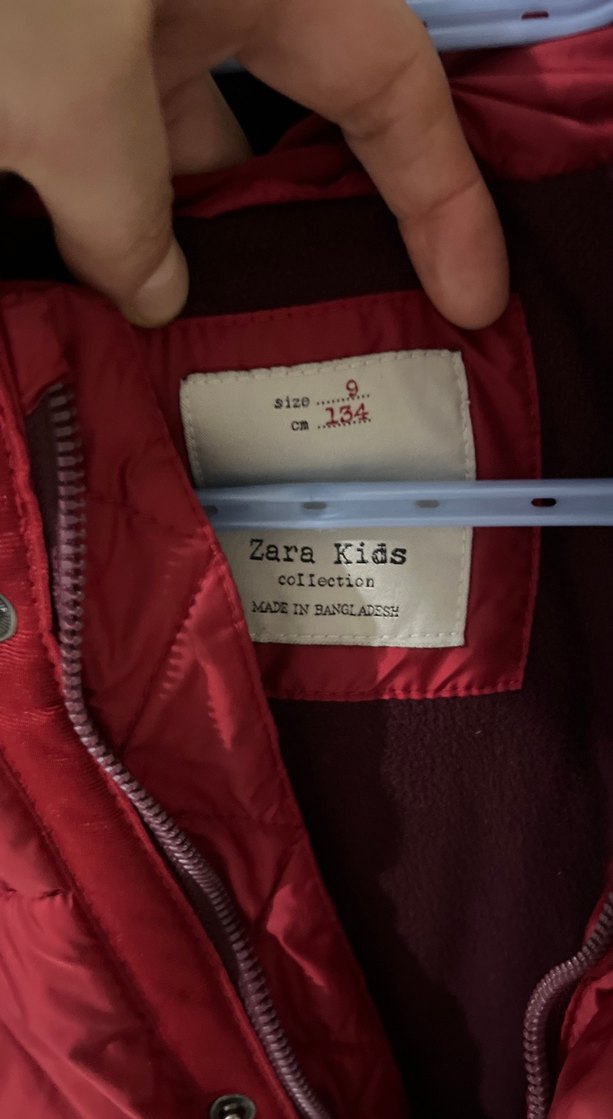 size 9
cm 134
Zara Kids
collection
MADE IN BANGLADESH